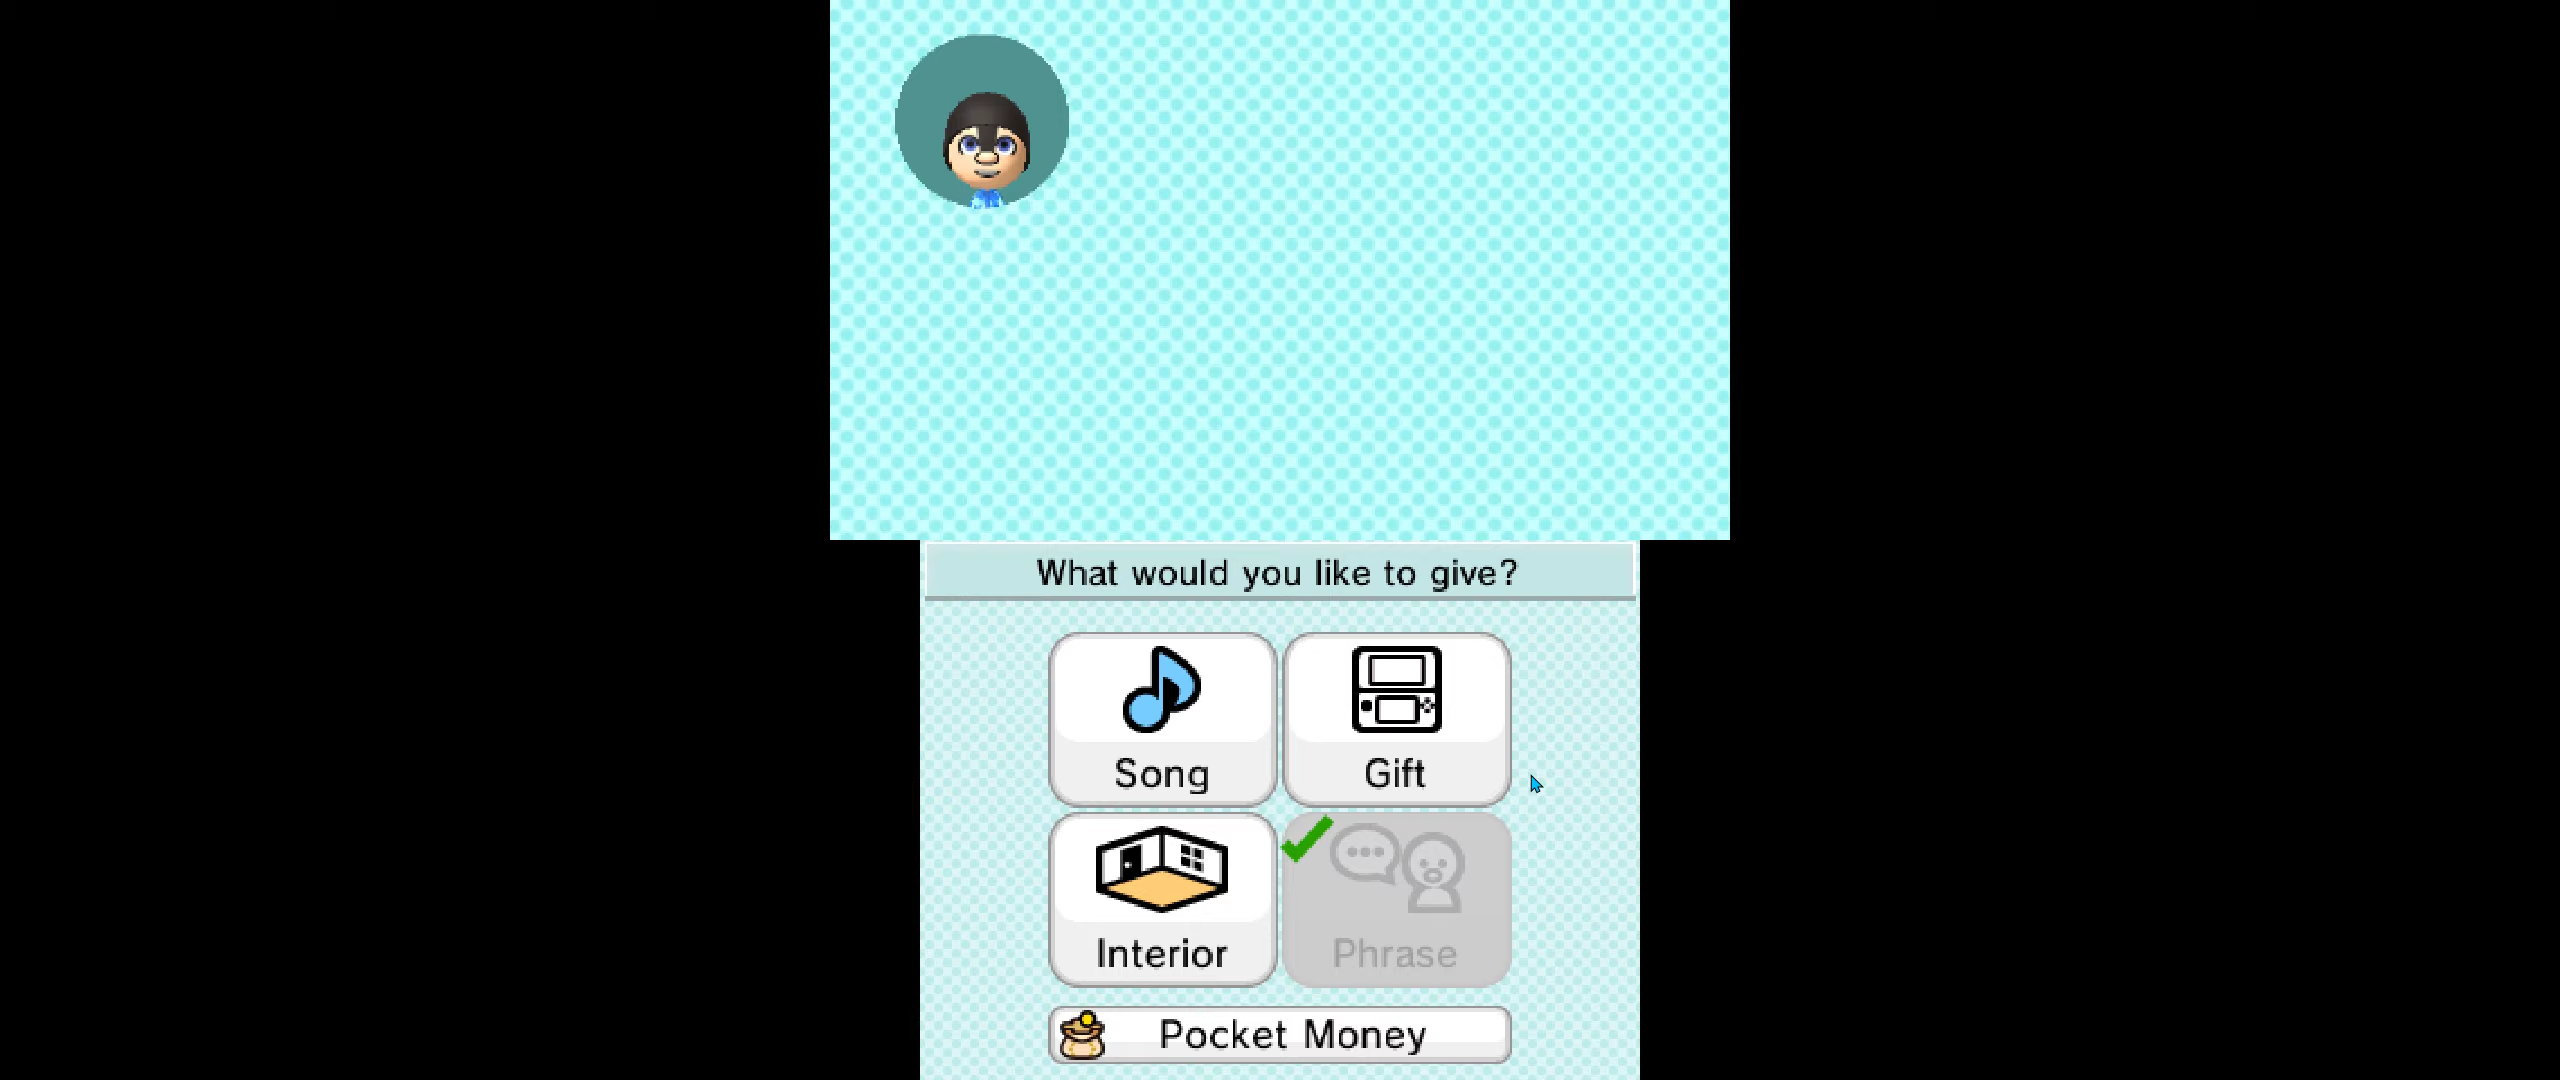 What would you like to give?
Song
Gift
Interior
Phrase
Pocket Money